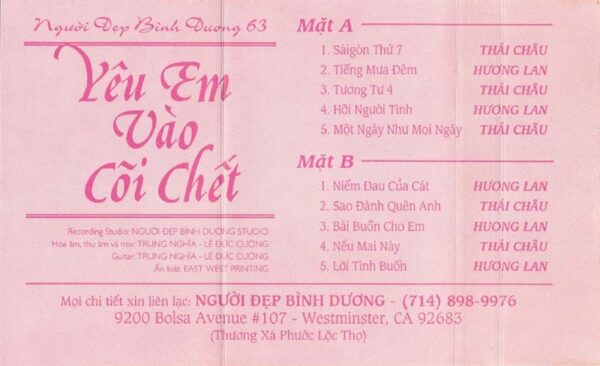 Người Đẹp Bình Dương 63
Yêu Em
Vào
Cõi Chết
Recording Studio: NGƯỜI ĐẸP BÌNH DƯƠNG STUDIO
Hòa âm, thu âm và mix: TRUNG NGHĨA - LÊ ĐỨC CƯỜNG
Guitar: TRUNG NGHĨA - LÊ ĐỨC CƯỜNG
Ấn loát: EAST WEST PRINTING
Mặt A
1. Sàigòn Thứ 7 THÁI CHÂU
2. Tiếng Mưa Đêm HƯƠNG LAN
3. Tương Tư 4 THÁI CHÂU
4. Hỡi Người Tình HƯƠNG LAN
5. Một Ngày Như Mọi Ngày THÁI CHÂU
Mặt B
1. Niềm Đau Của Cát HƯƠNG LAN
2. Sao Đành Quên Anh THÁI CHÂU
3. Bài Buồn Cho Em HƯƠNG LAN
4. Nếu Mai Này THÁI CHÂU
5. Lời Tình Buồn HƯƠNG LAN
Mọi chi tiết xin liên lạc: NGƯỜI ĐẸP BÌNH DƯƠNG - (714) 898-9976
9200 Bolsa Avenue #107 - Westminster, CA 92683
(Thương Xá Phước Lộc Thọ)